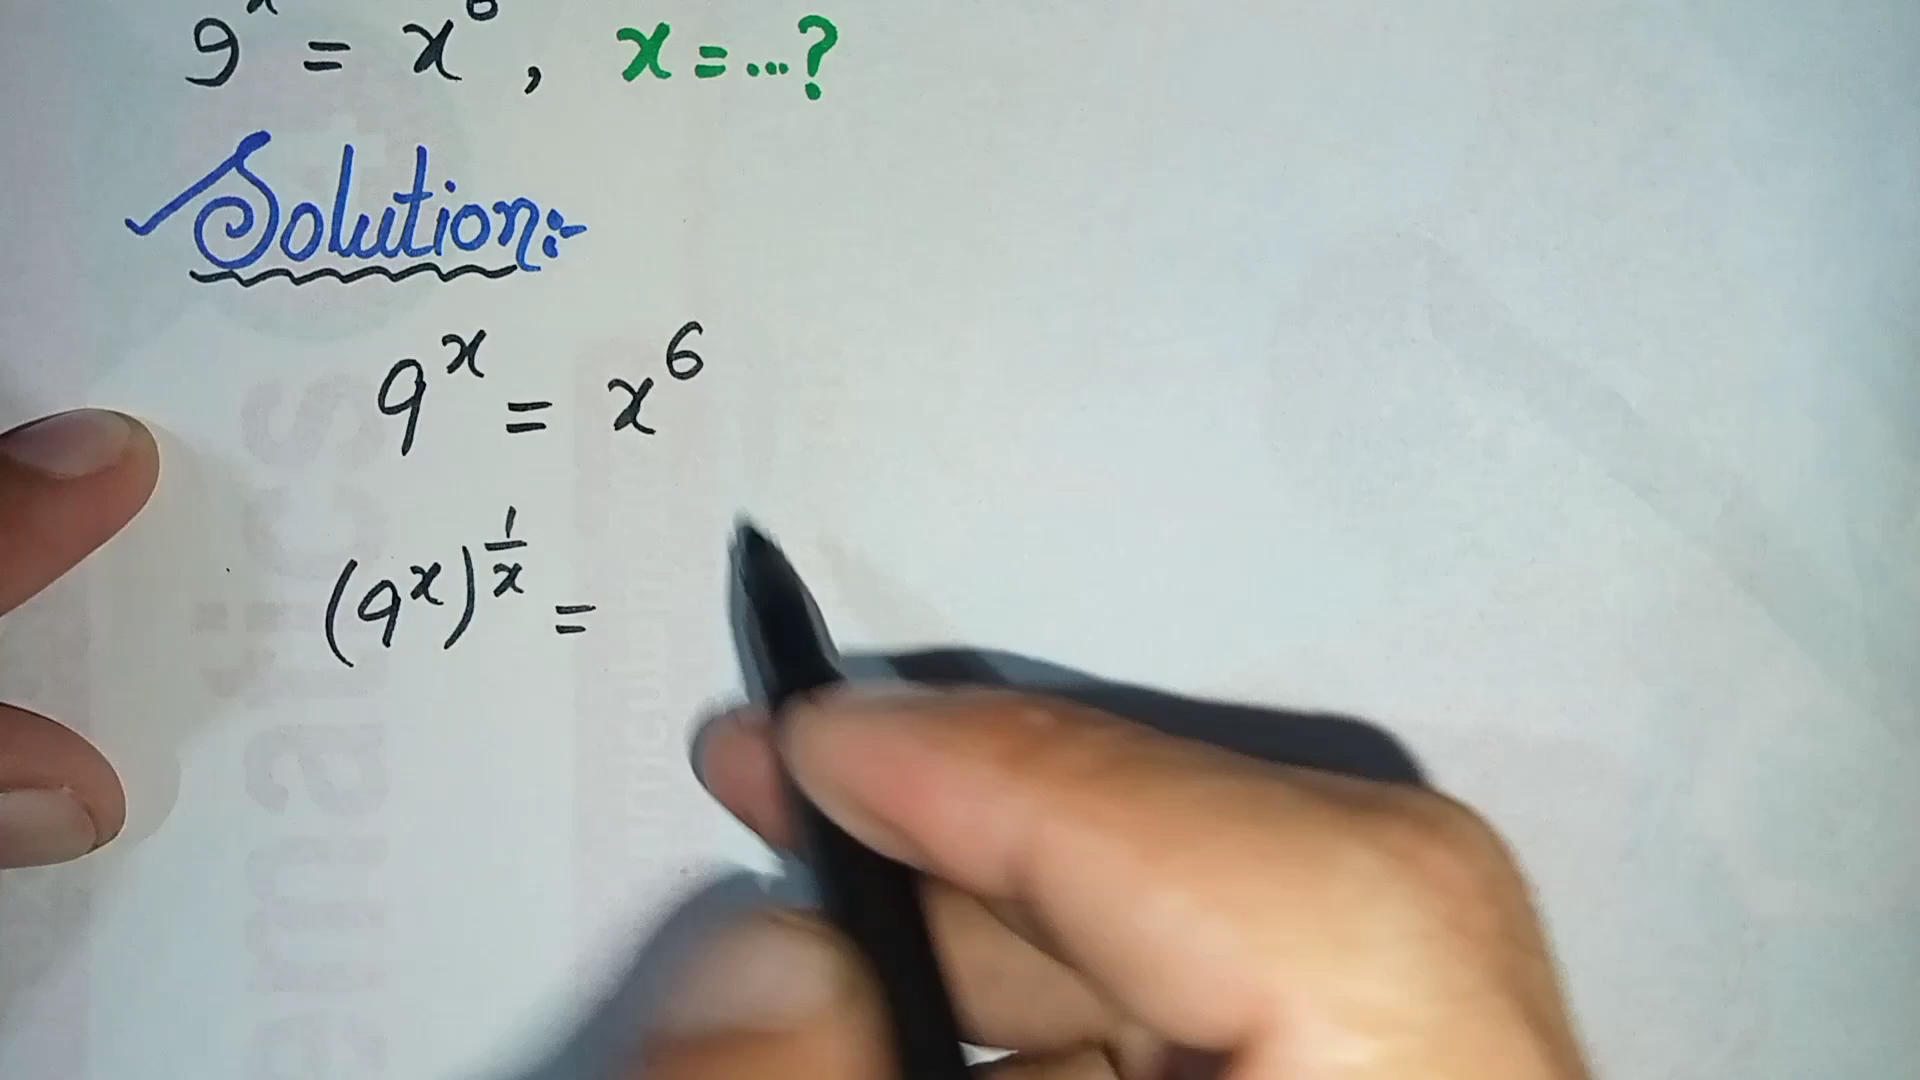 9^x = x^6, x = ...?
Solution:-
9^x = x^6
(9^x)^(1/x) =